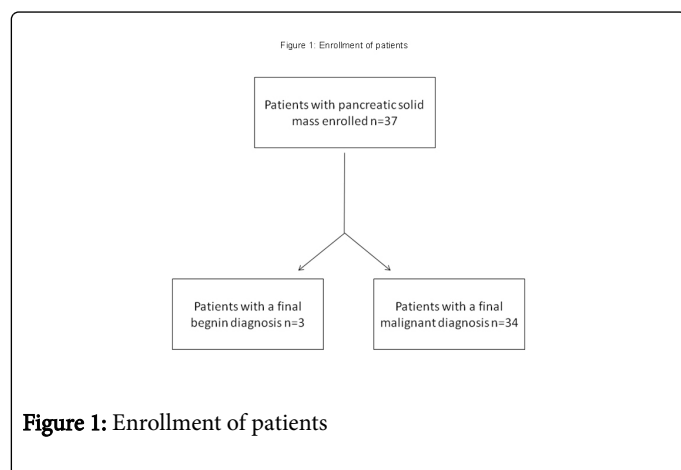 Figure 1: Enrollment of patients
Patients with pancreatic solid
mass enrolled n=37
Patients with a final
begnin diagnosis n=3
Patients with a final
malignant diagnosis n=34
Figure 1: Enrollment of patients